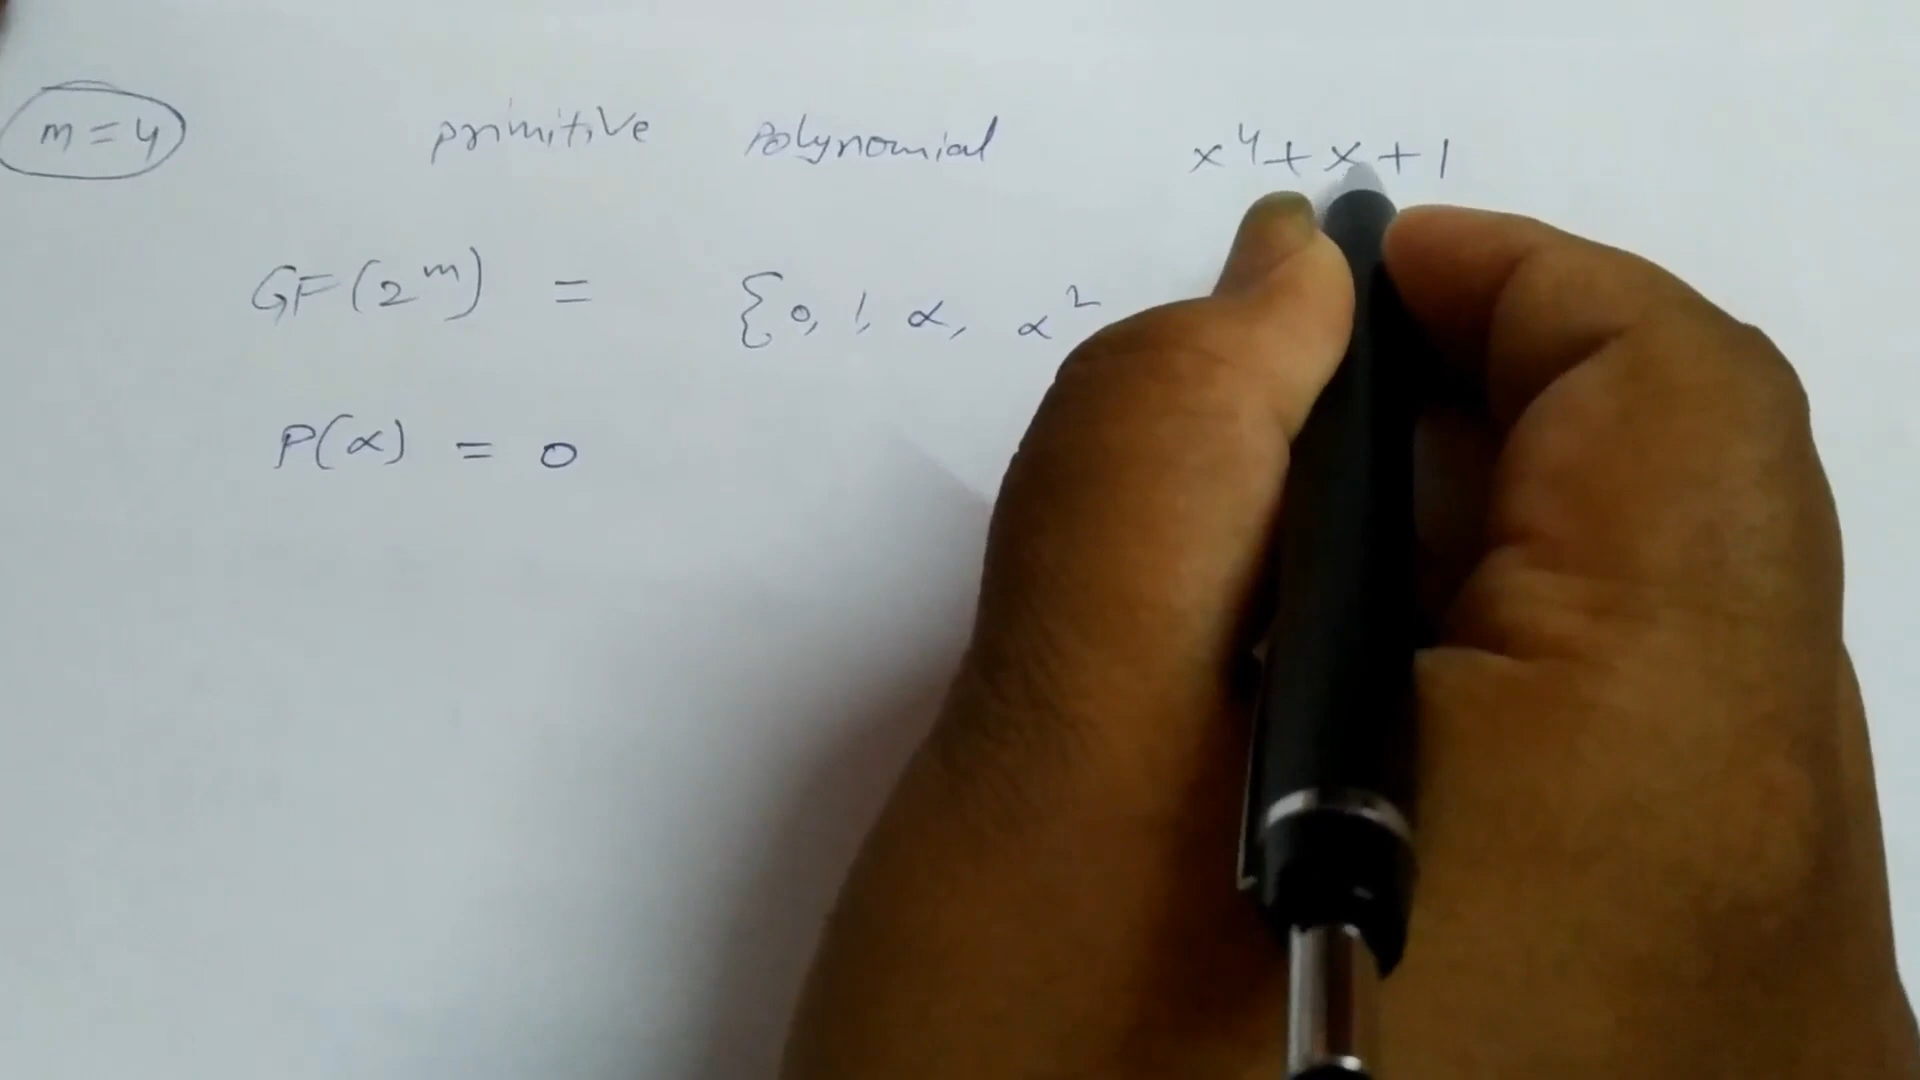 m = 4 primitive polynomial x⁴ + x + 1
GF(2ᵐ) = {0, 1, α, α²
P(α) = 0